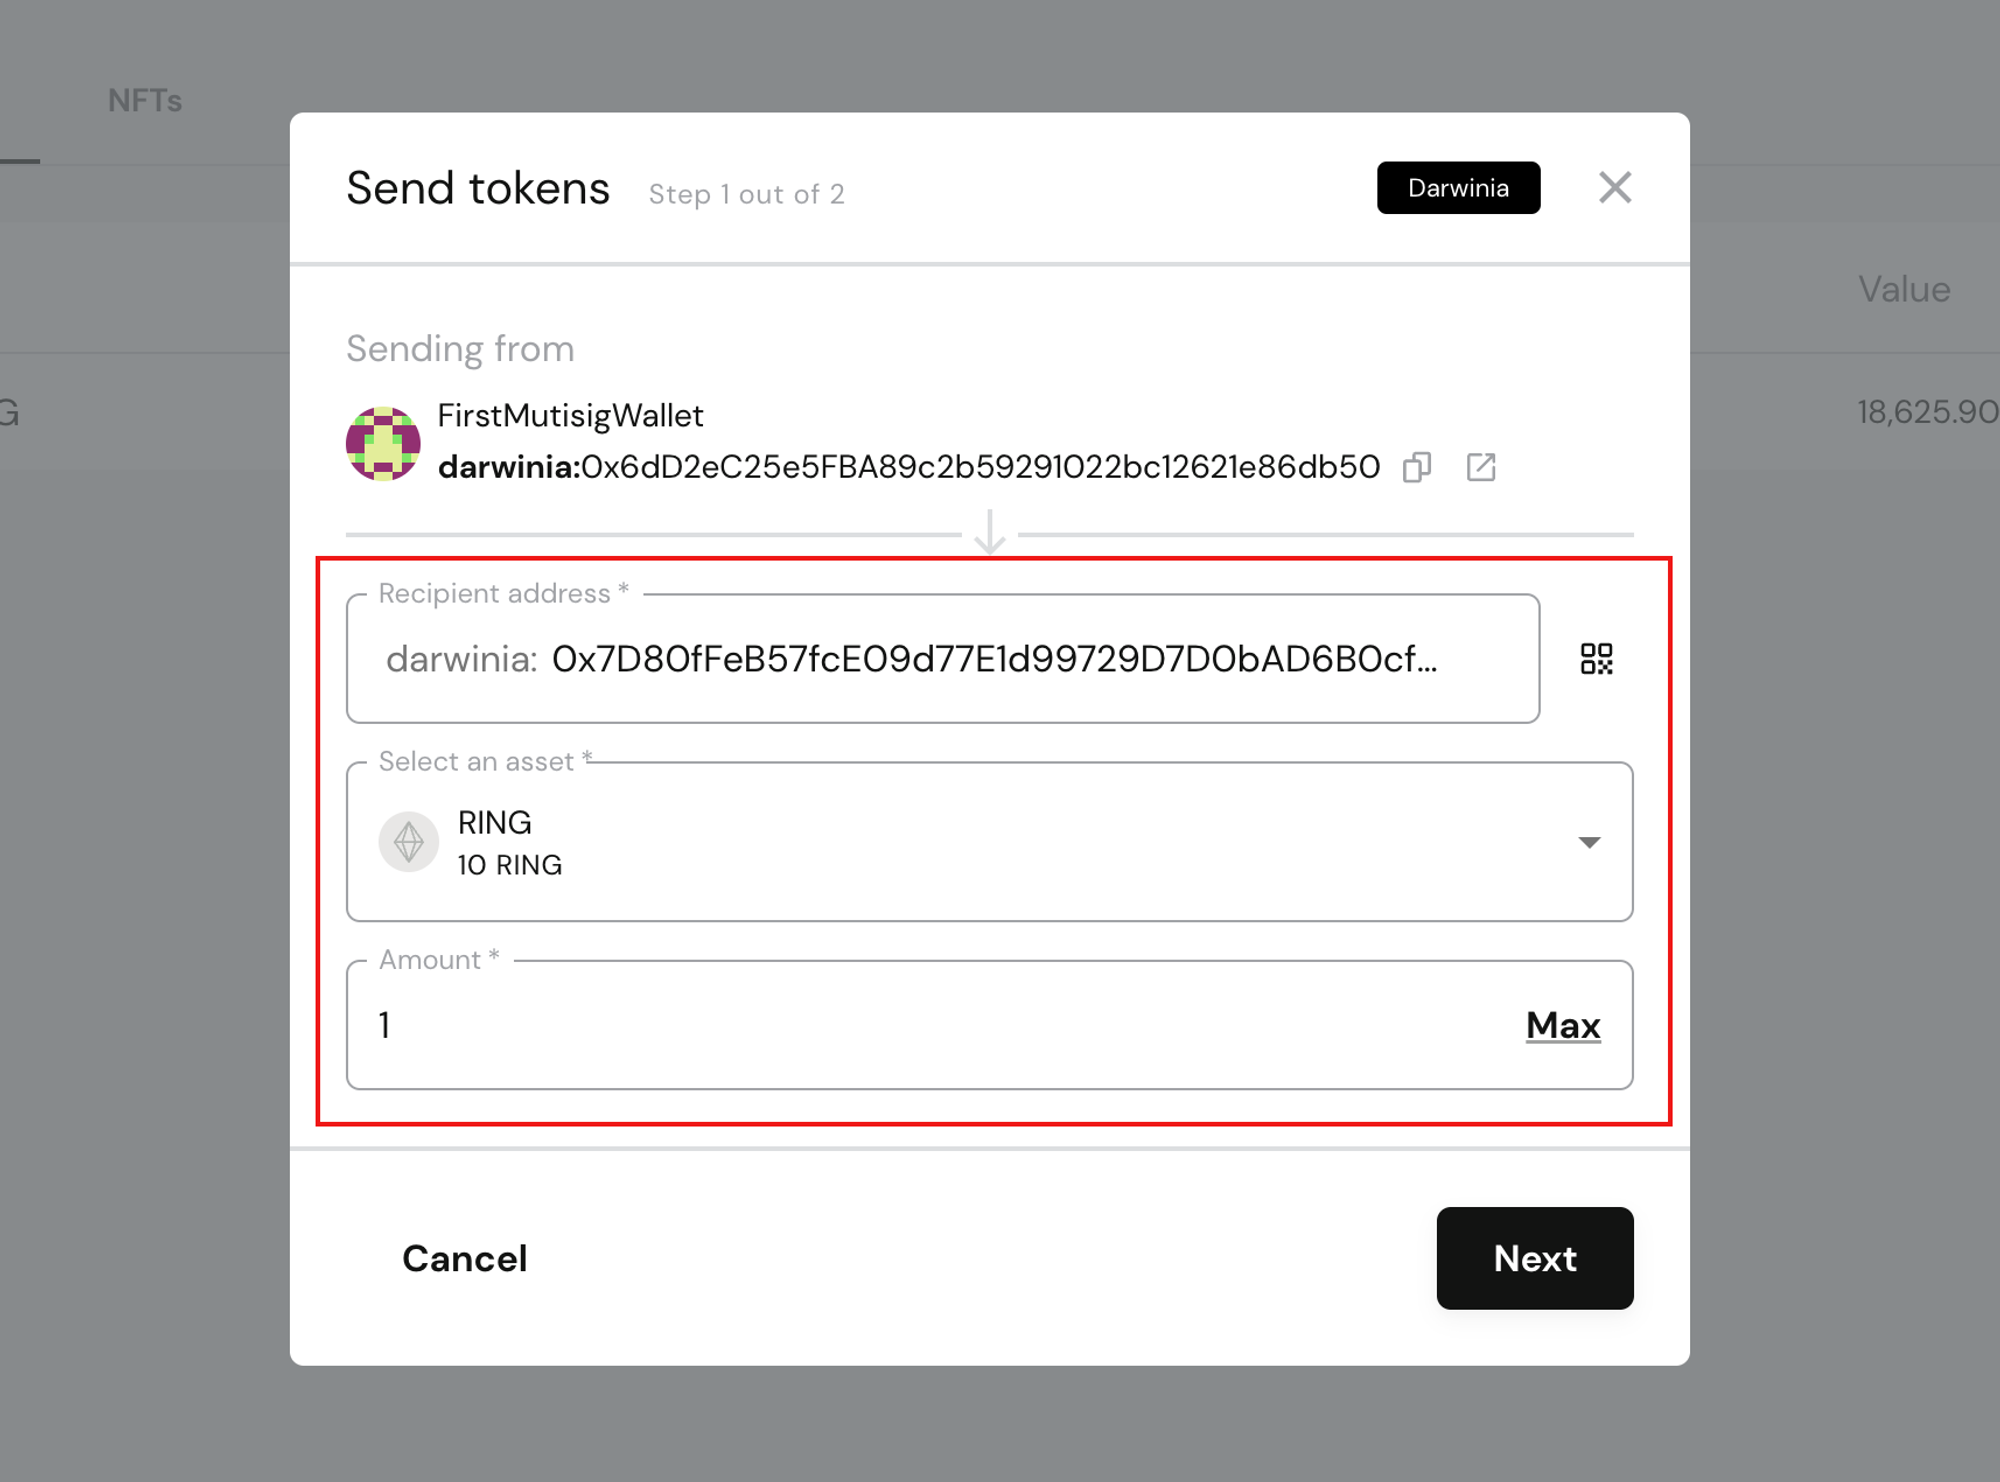 NFTs
Send tokens Step 1 out of 2 Darwinia
Value
Sending from
FirstMutisigWallet
G 18,625.90
darwinia:0x6dD2eC25e5FBA89c2b59291022bc12621e86db50
Recipient address *
darwinia: 0x7D80fFeB57fcE09d77E1d99729D7D0bAD6B0cf...
Select an asset *
RING
10 RING
Amount *
1 Max
Cancel Next